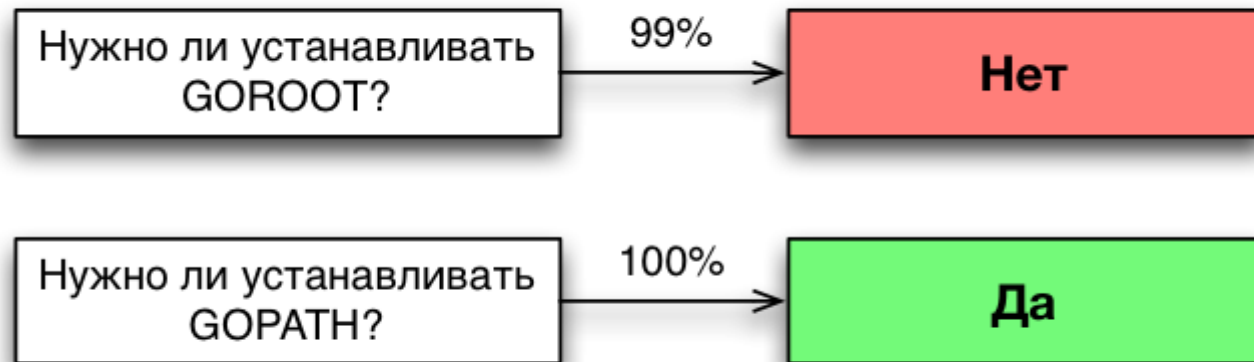 Нужно ли устанавливать
GOROOT?
99%
Нет
Нужно ли устанавливать
GOPATH?
100%
Да